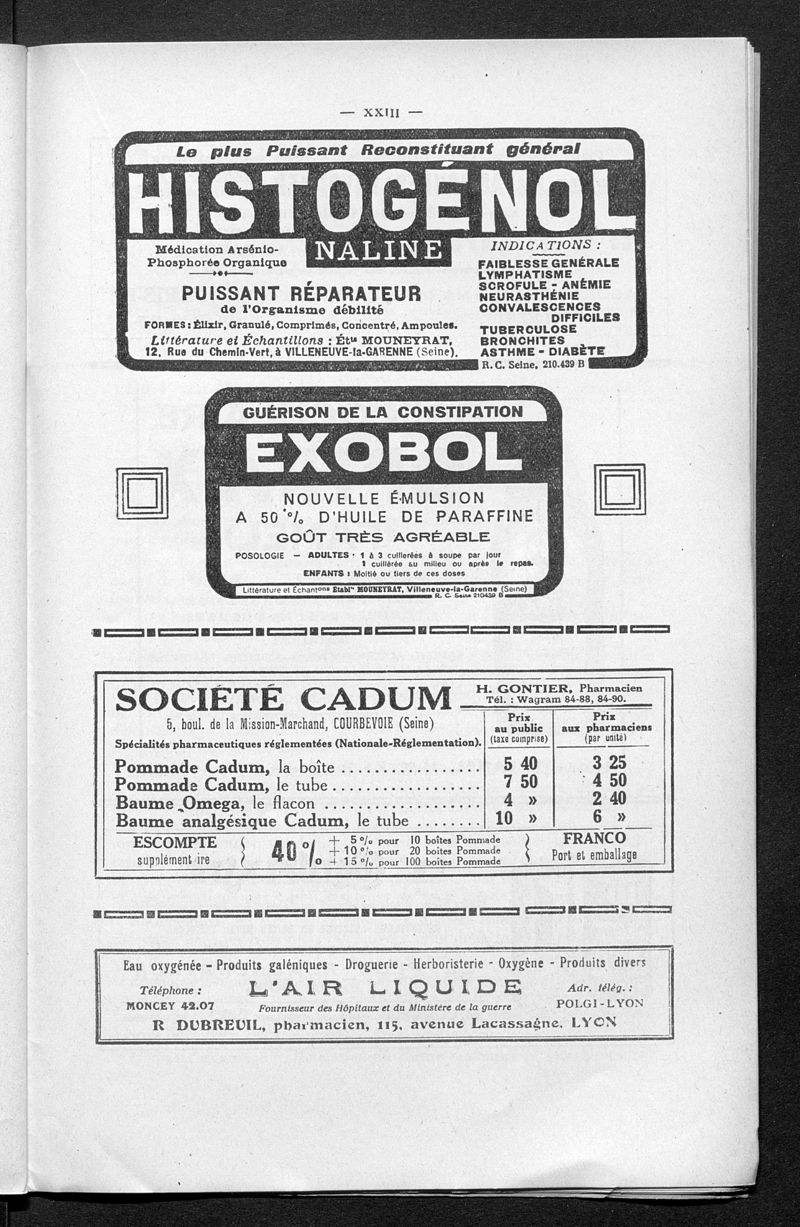 — XXIII —
Le plus Puissant Reconstituant général
HISTOGÉNOL
NALINE
Médication Arsénio-
Phosphorée Organique
PUISSANT RÉPARATEUR
de l'Organisme débilité
FORMES : Élixir, Granulé, Comprimés, Concentré, Ampoules.
Littérature et Échantillons : Éts MOUNEYRAT,
12, Rue du Chemin-Vert, à VILLENEUVE-la-GARENNE (Seine).
INDICATIONS :
FAIBLESSE GÉNÉRALE
LYMPHATISME
SCROFULE - ANÉMIE
NEURASTHÉNIE
CONVALESCENCES
DIFFICILES
TUBERCULOSE
BRONCHITES
ASTHME - DIABÈTE
R. C. Seine, 210.439 B
GUÉRISON DE LA CONSTIPATION
EXOBOL
NOUVELLE ÉMULSION
A 50 % D'HUILE DE PARAFFINE
GOÛT TRÈS AGRÉABLE
POSOLOGIE — ADULTES : 1 à 3 cuillerées à soupe par jour
1 cuillérée au milieu ou après le repas.
ENFANTS : Moitié ou tiers de ces doses
Littérature et Échantons Établts MOUNEYRAT, Villeneuve-la-Garenne (Seine)
R. C. Seine 210439 B
SOCIÉTÉ CADUM
H. GONTIER, Pharmacien
Tél. : Wagram 84-88, 84-90.
5, boul. de la Mission-Marchand, COURBEVOIE (Seine)
Spécialités pharmaceutiques réglementées (Nationale-Réglementation).
Prix au public (taxe comprise)
Prix aux pharmaciens (par unité)
Pommade Cadum, la boîte .................. 5 40 3 25
Pommade Cadum, le tube .................. 7 50 4 50
Baume Omega, le flacon .................. 4 » 2 40
Baume analgésique Cadum, le tube ........ 10 » 6 »
ESCOMPTE
supplément ire
40 %
+ 5 % pour 10 boîtes Pommade
+ 10 % pour 20 boîtes Pommade
+ 15 % pour 100 boîtes Pommade
FRANCO
Port et emballage
Eau oxygénée - Produits galéniques - Droguerie - Herboristerie - Oxygène - Produits divers
Téléphone :
MONCEY 42.07
L'AIR LIQUIDE
Fournisseur des Hôpitaux et du Ministère de la guerre
Adr. télég. :
POLGI-LYON
R DUBREUIL, pharmacien, 115, avenue Lacassagne, LYON